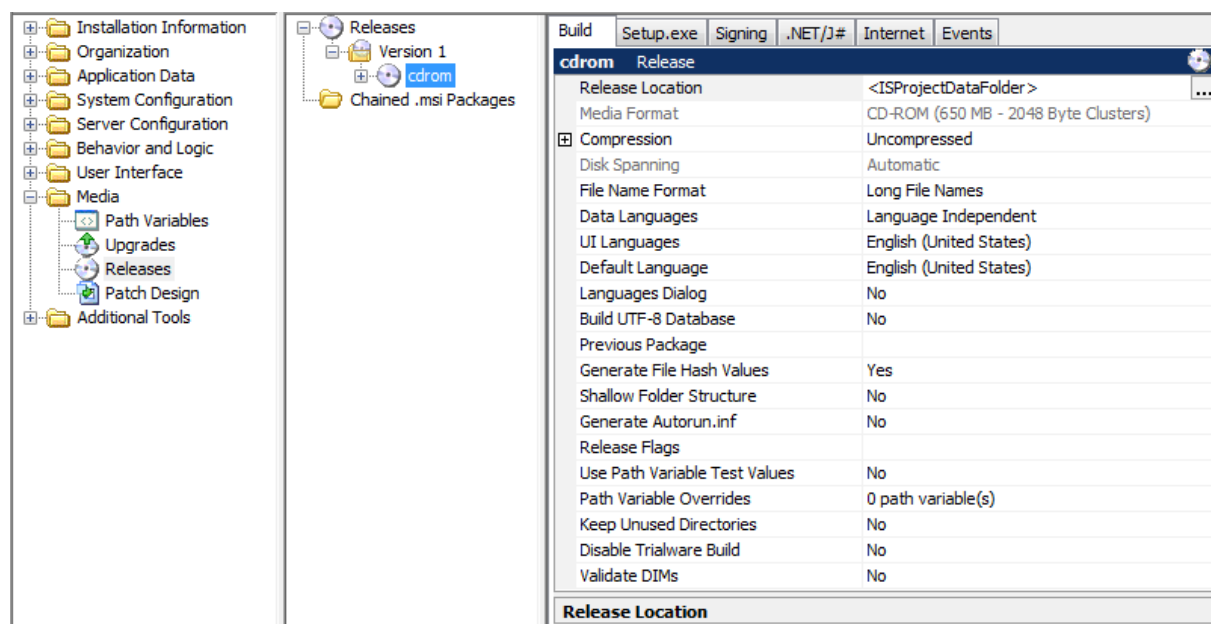 Installation Information
Organization
Application Data
System Configuration
Server Configuration
Behavior and Logic
User Interface
Media
Path Variables
Upgrades
Releases
Patch Design
Additional Tools
Releases
Version 1
cdrom
Chained .msi Packages
Build Setup.exe Signing .NET/J# Internet Events
cdrom Release
Release Location <ISProjectDataFolder> ...
Media Format CD-ROM (650 MB - 2048 Byte Clusters)
Compression Uncompressed
Disk Spanning Automatic
File Name Format Long File Names
Data Languages Language Independent
UI Languages English (United States)
Default Language English (United States)
Languages Dialog No
Build UTF-8 Database No
Previous Package
Generate File Hash Values Yes
Shallow Folder Structure No
Generate Autorun.inf No
Release Flags
Use Path Variable Test Values No
Path Variable Overrides 0 path variable(s)
Keep Unused Directories No
Disable Trialware Build No
Validate DIMs No
Release Location